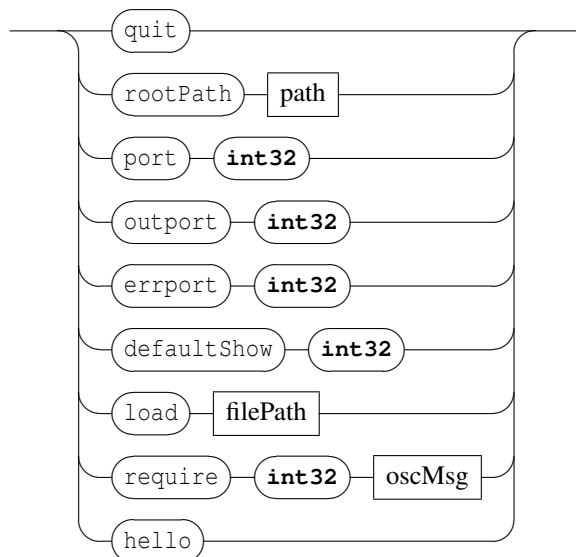 quit
rootPath path
port int32
outport int32
errport int32
defaultShow int32
load filePath
require int32 oscMsg
hello